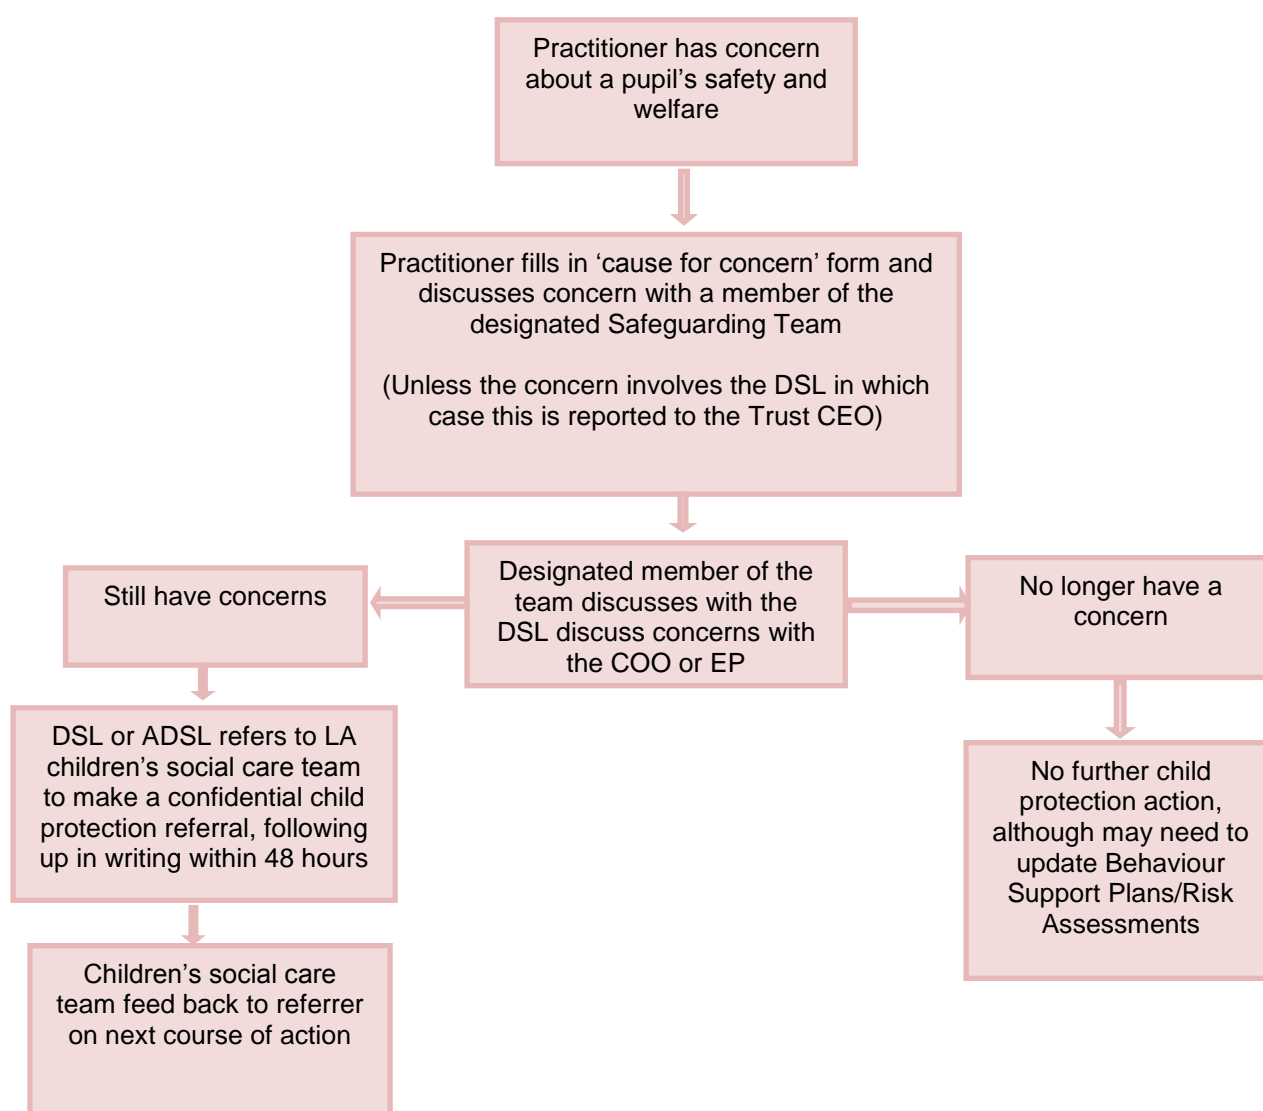 Practitioner has concern
about a pupil’s safety and
welfare
Practitioner fills in ‘cause for concern’ form and
discusses concern with a member of the
designated Safeguarding Team
(Unless the concern involves the DSL in which
case this is reported to the Trust CEO)
Designated member of the
team discusses with the
DSL discuss concerns with
the COO or EP
Still have concerns
No longer have a
concern
DSL or ADSL refers to LA
children’s social care team
to make a confidential child
protection referral, following
up in writing within 48 hours
No further child
protection action,
although may need to
update Behaviour
Support Plans/Risk
Assessments
Children’s social care
team feed back to referrer
on next course of action